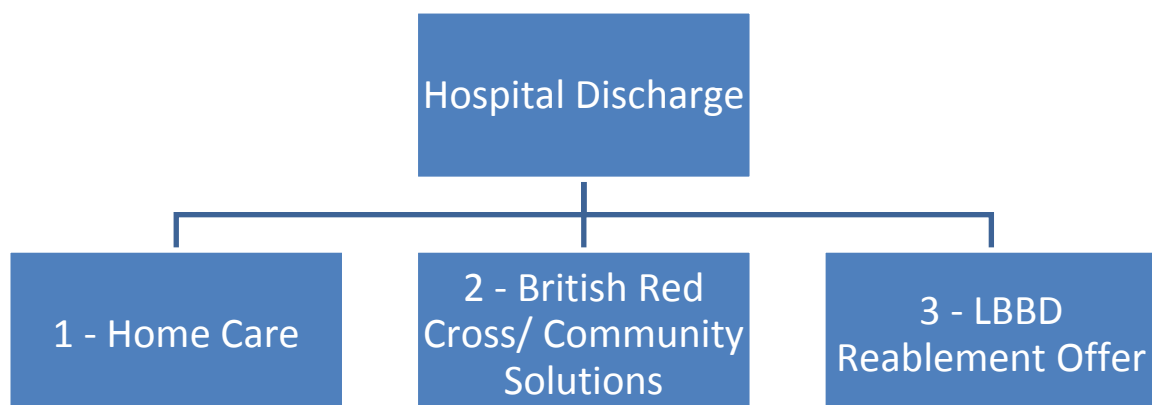 Hospital Discharge
1 - Home Care
2 - British Red
Cross/ Community
Solutions
3 - LBBD
Reablement Offer